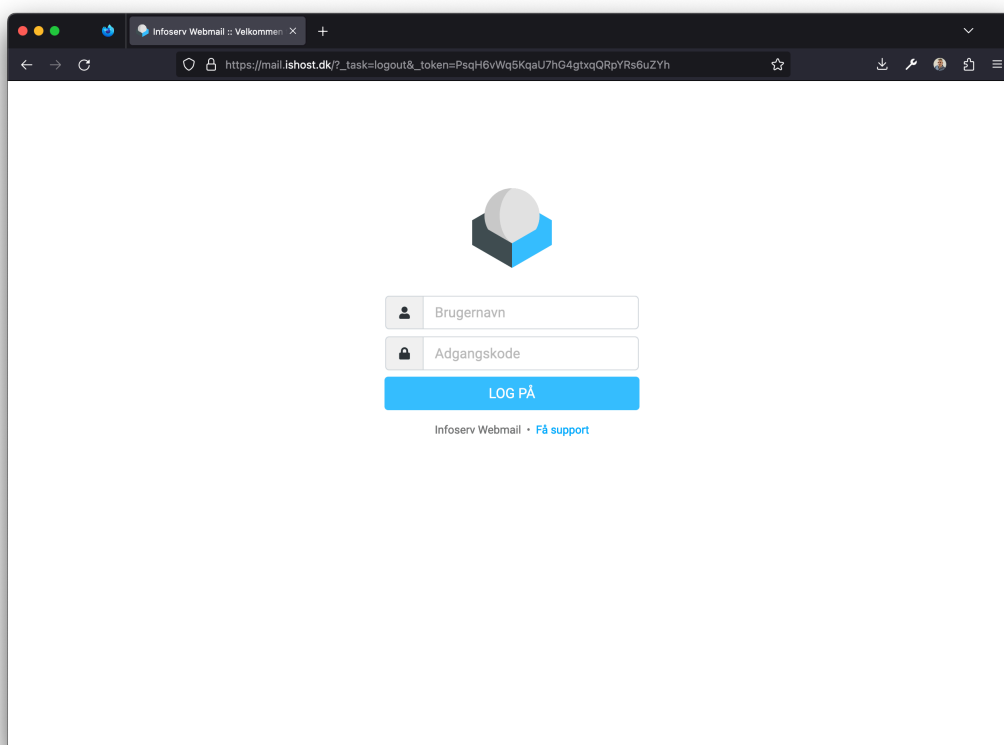 Infoserv Webmail :: Velkommen
https://mail.ishost.dk/?_task=logout&_token=PsqH6vWq5KqaU7hG4gtxqQRpYRs6uZYh
Brugernavn
Adgangskode
LOG PÅ
Infoserv Webmail • Få support